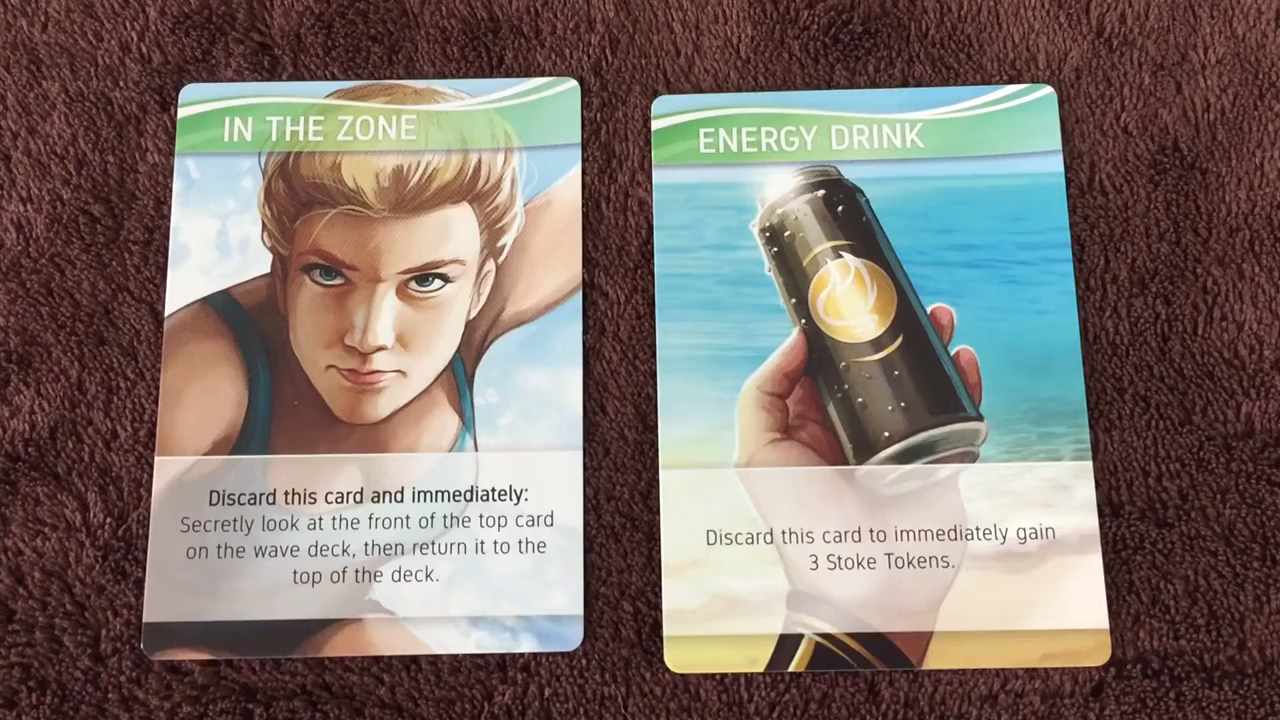 IN THE ZONE
Discard this card and immediately:
Secretly look at the front of the top card
on the wave deck, then return it to the
top of the deck.
ENERGY DRINK
Discard this card to immediately gain
3 Stoke Tokens.